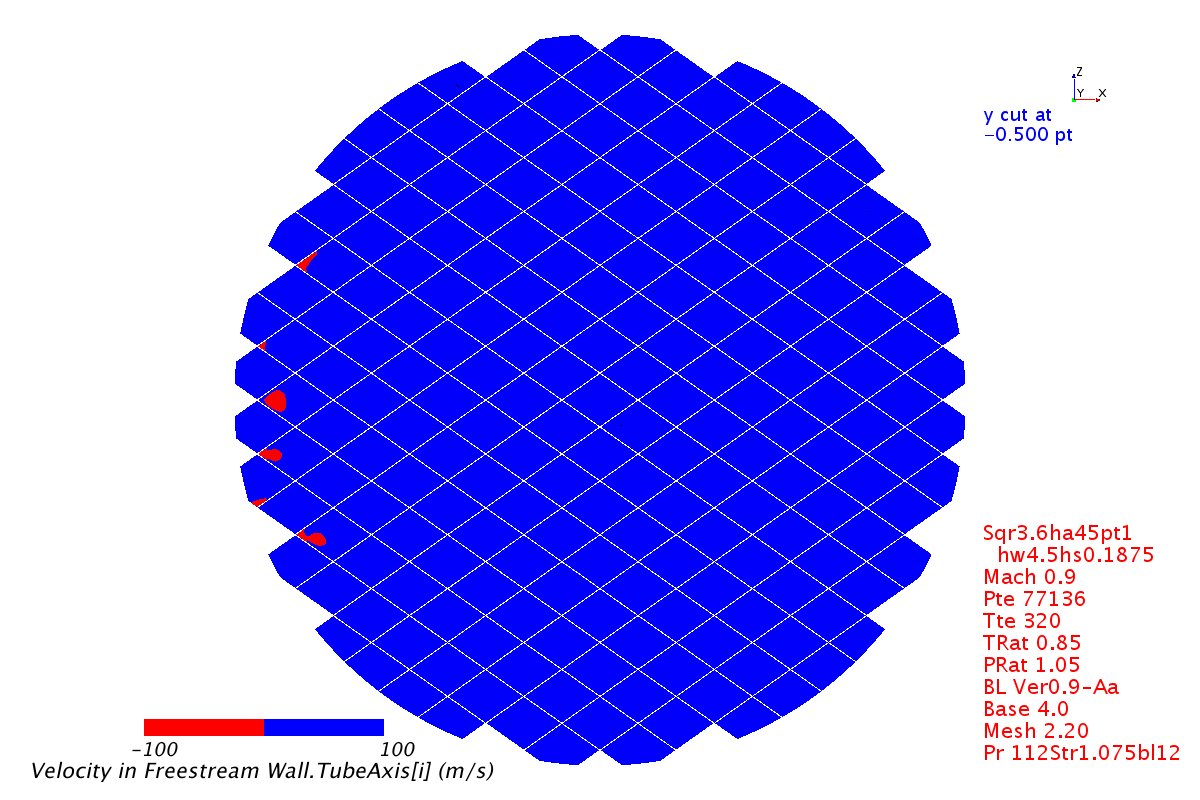 Z
Y X
y cut at
−0.500 pt
Sqr3.6ha45pt1
hw4.5hs0.1875
Mach 0.9
Pte 77136
Tte 320
TRat 0.85
PRat 1.05
BL Ver0.9−Aa
Base 4.0
Mesh 2.20
Pr 112Str1.075bl12
−100 100
Velocity in Freestream Wall.TubeAxis[i] (m/s)